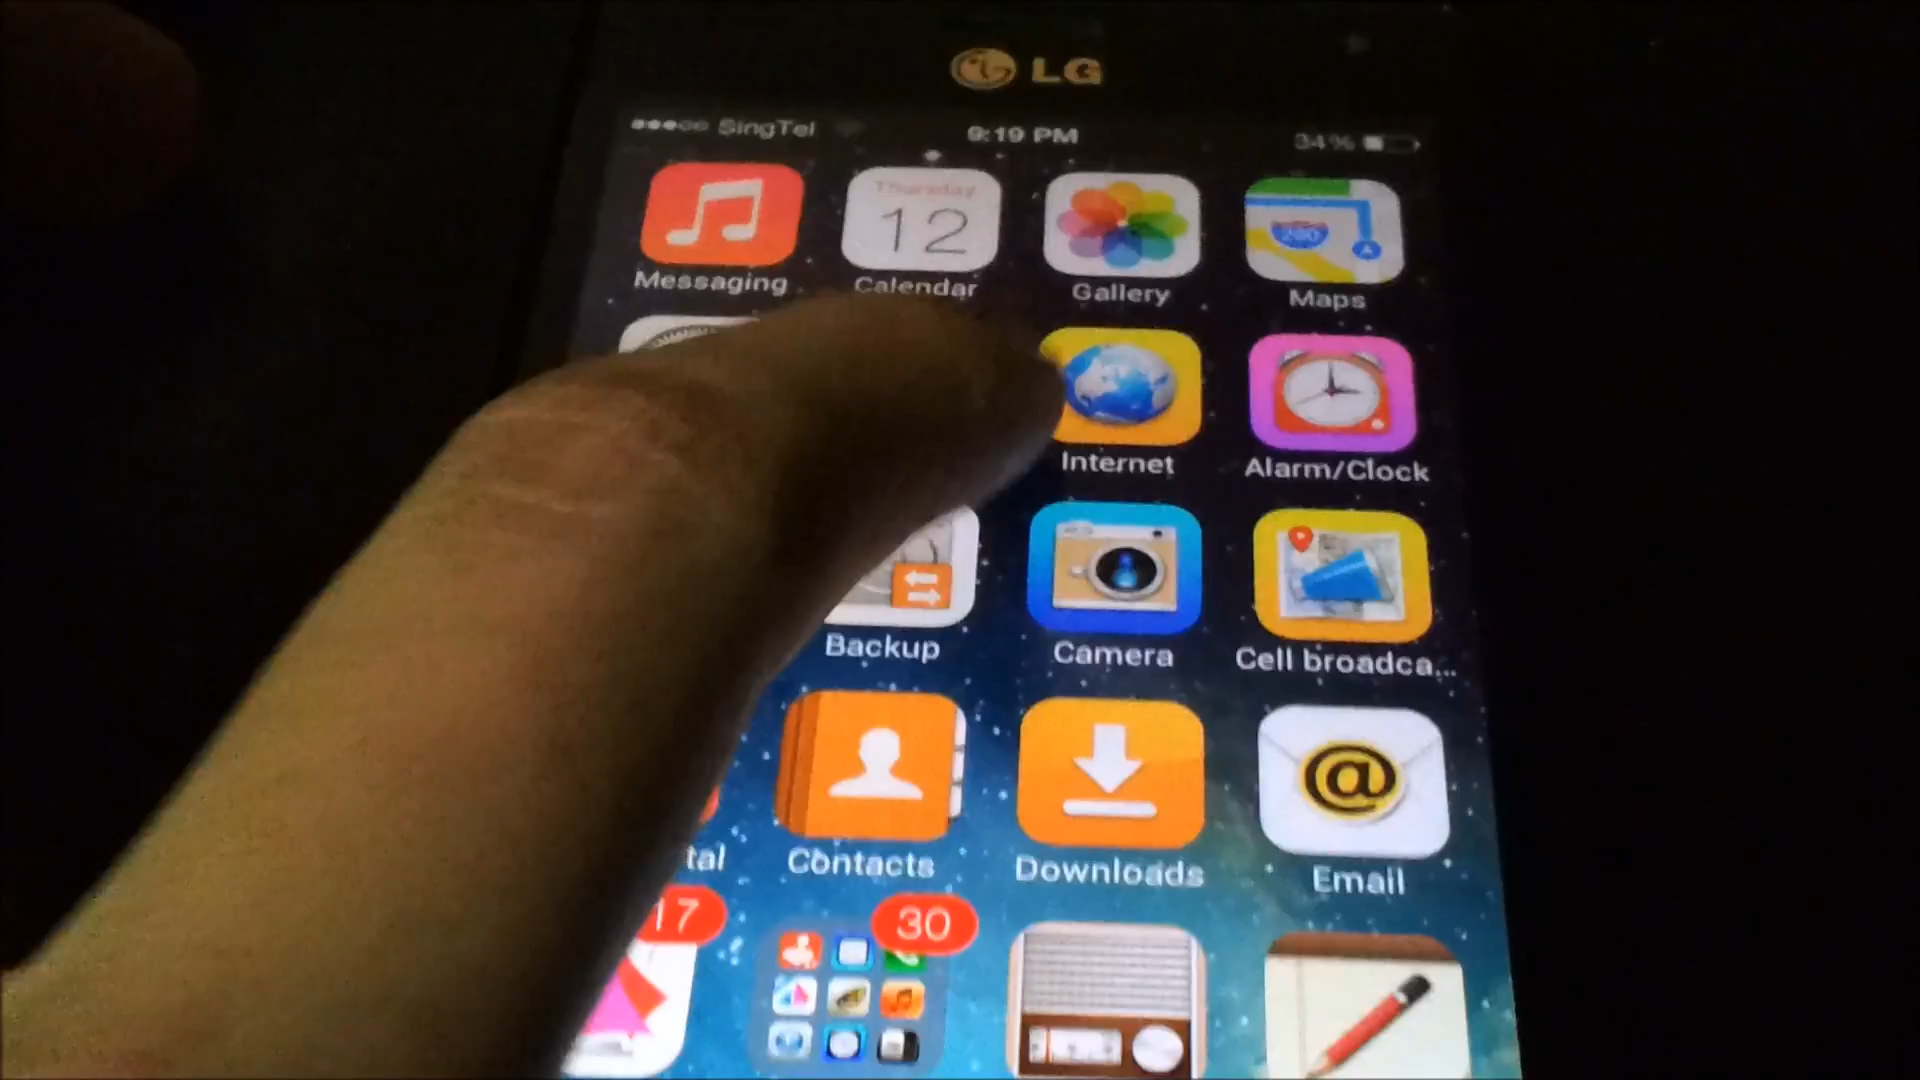 LG
SingTel 9:19 PM 34%
Thursday
12
280
A
Messaging Calendar Gallery Maps
Internet Alarm/Clock
Backup Camera Cell broadca...
@
tal Contacts Downloads Email
17 30